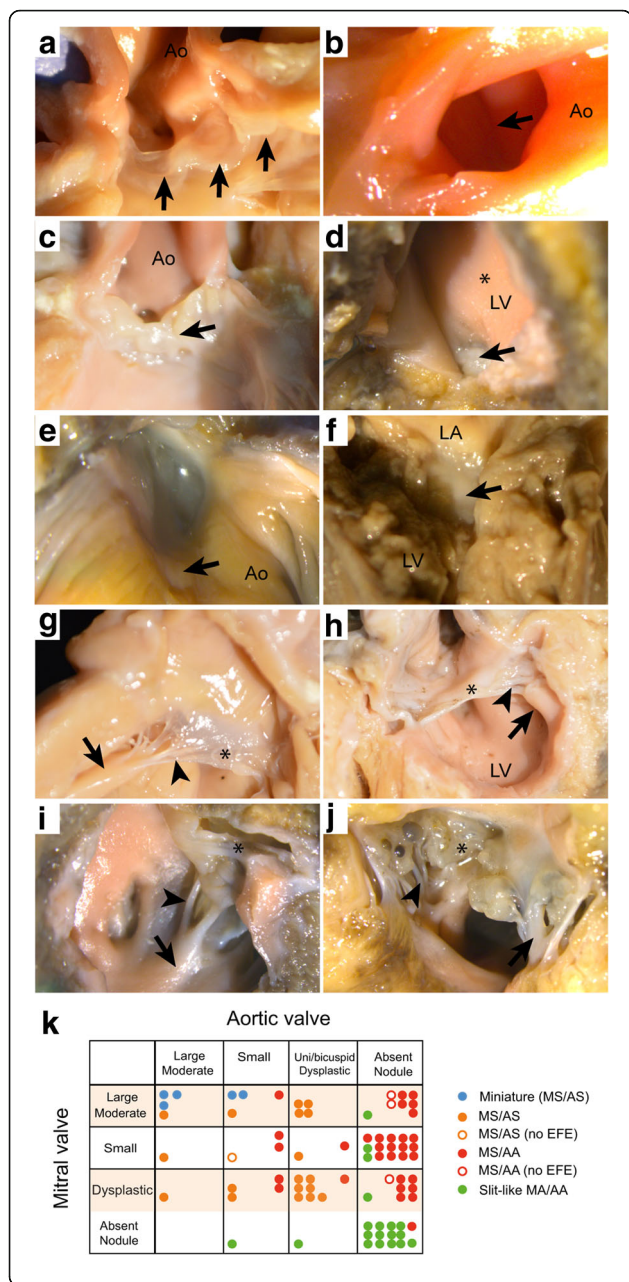 a
Ao
b
Ao
c
Ao
d
*
LV
e
Ao
f
LA
LV
g
*
h
*
LV
i
*
j
*
k
Aortic valve
Large
Moderate
Small
Uni/bicuspid
Dysplastic
Absent
Nodule
Mitral valve
Large
Moderate
Small
Dysplastic
Absent
Nodule
Miniature (MS/AS)
MS/AS
MS/AS (no EFE)
MS/AA
MS/AA (no EFE)
Slit-like MA/AA